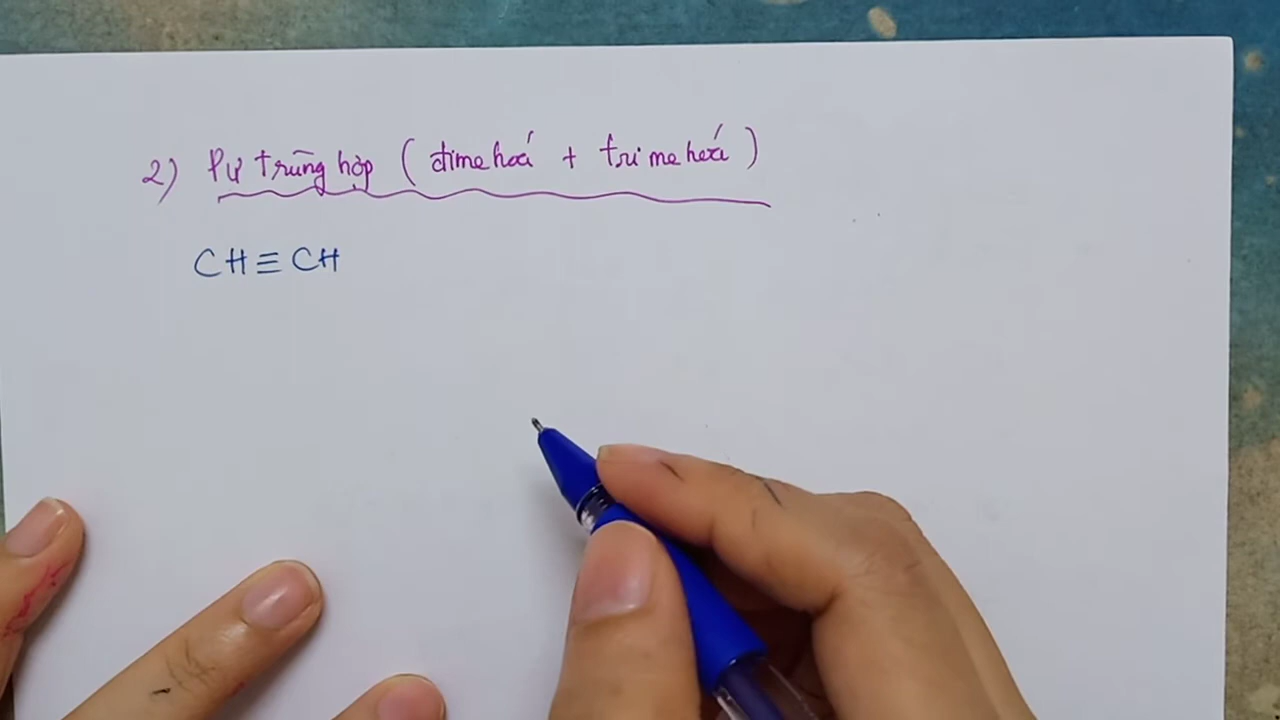 2) Pư trùng hợp ( đime hoá + trime hoá )
CH≡CH